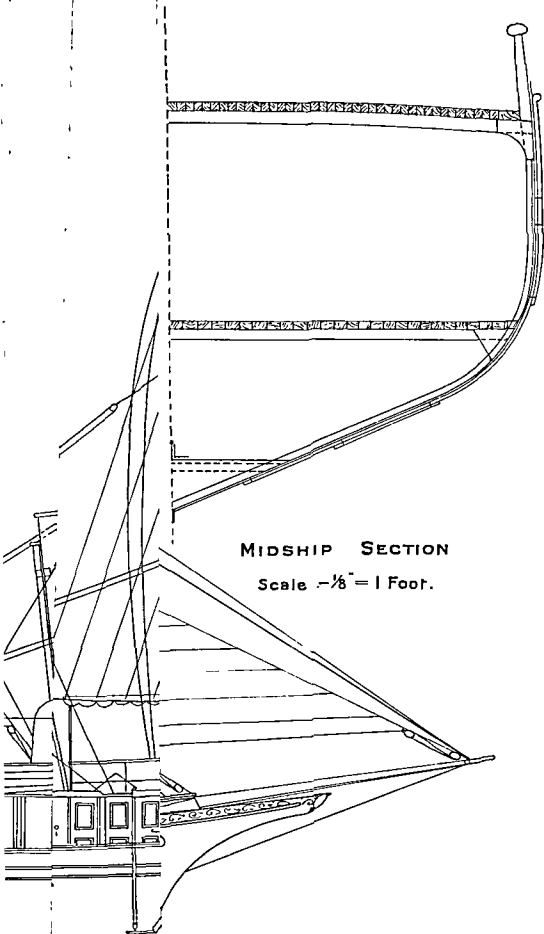 MIDSHIP SECTION
Scale - 1/8" = 1 Foot.